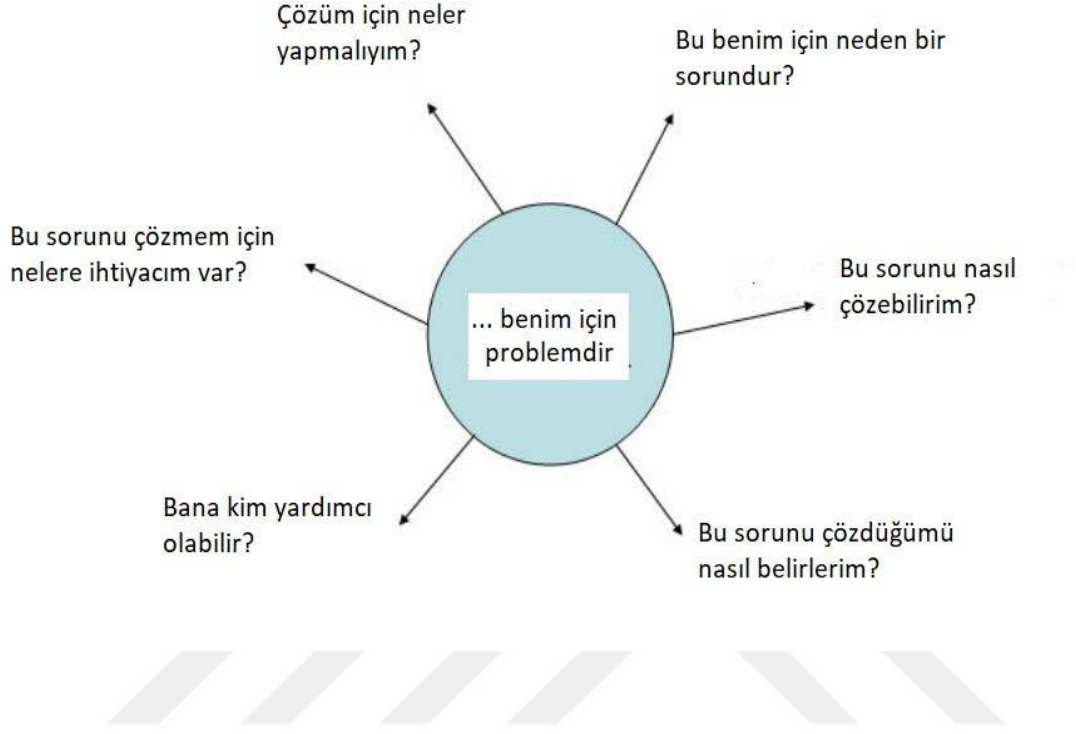 Çözüm için neler
yapmalıyım?
Bu benim için neden bir
sorundur?
Bu sorunu çözmem için
nelere ihtiyacım var?
Bu sorunu nasıl
çözebilirim?
... benim için
problemdir
Bana kim yardımcı
olabilir?
Bu sorunu çözdüğümü
nasıl belirlerim?